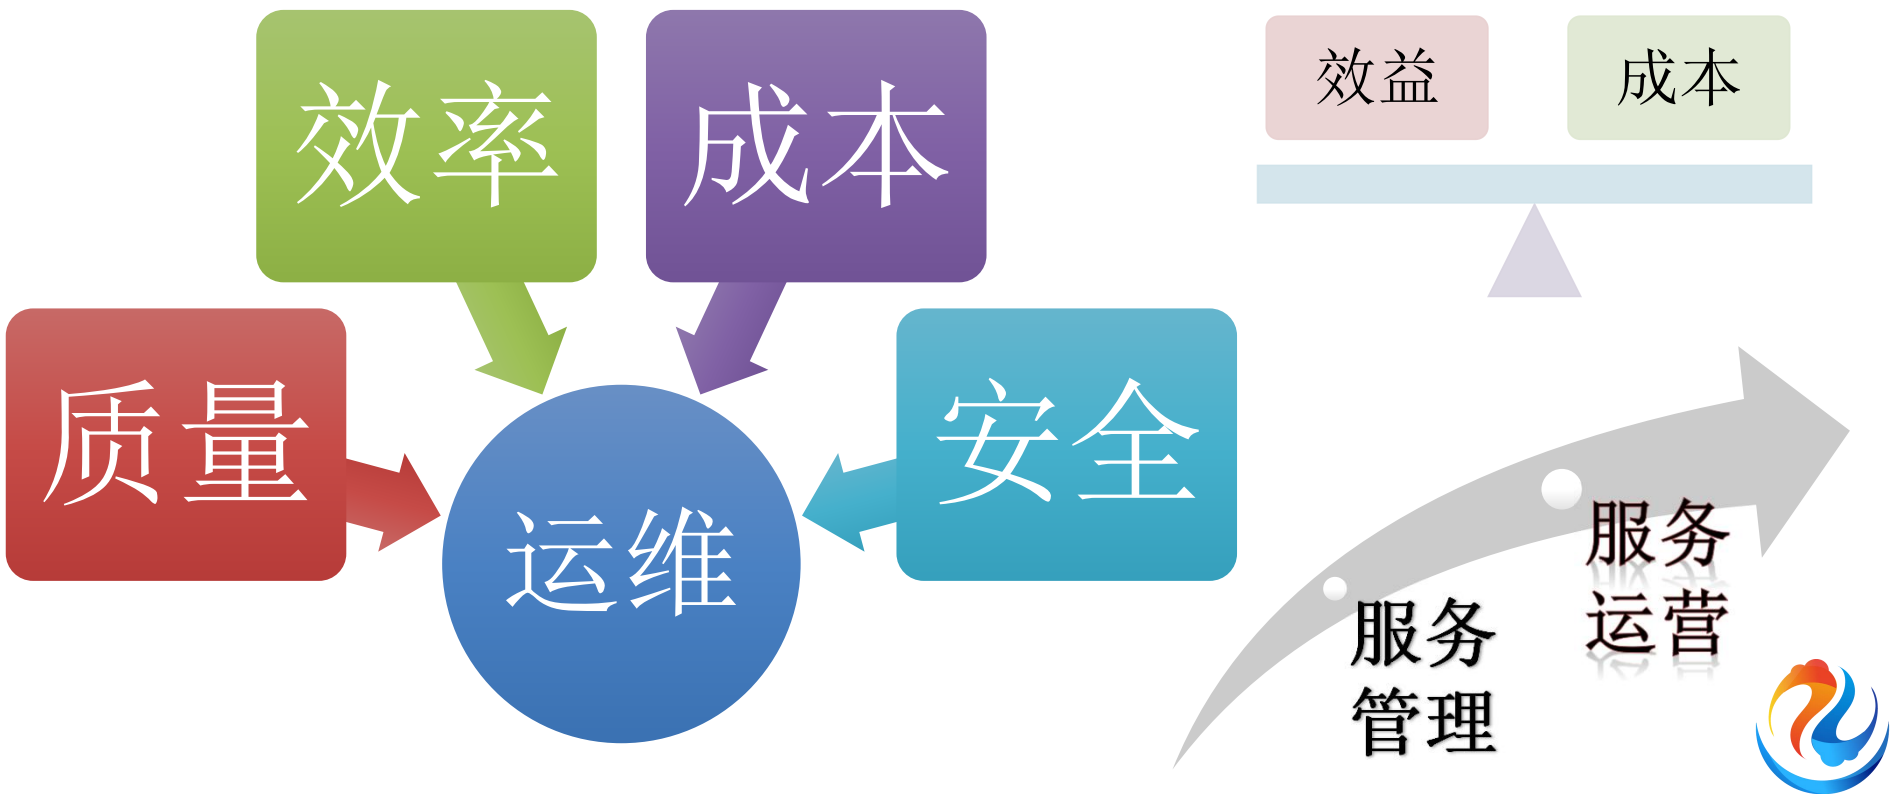 效率
成本
质量
安全
运维
效益
成本
服务
运营
服务
管理